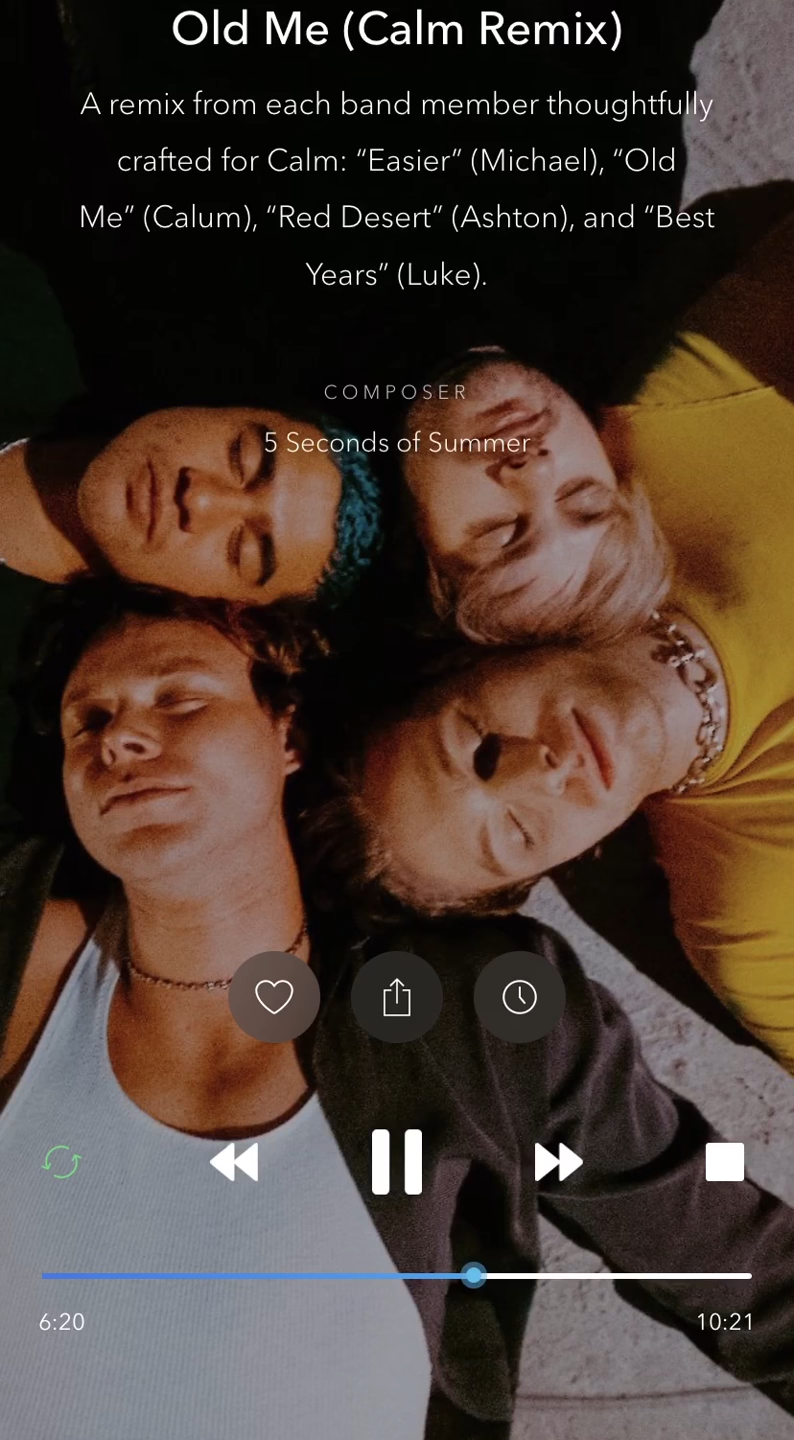 Old Me (Calm Remix)
A remix from each band member thoughtfully
crafted for Calm: “Easier” (Michael), “Old
Me” (Calum), “Red Desert” (Ashton), and “Best
Years” (Luke).
COMPOSER
5 Seconds of Summer
6:20
10:21